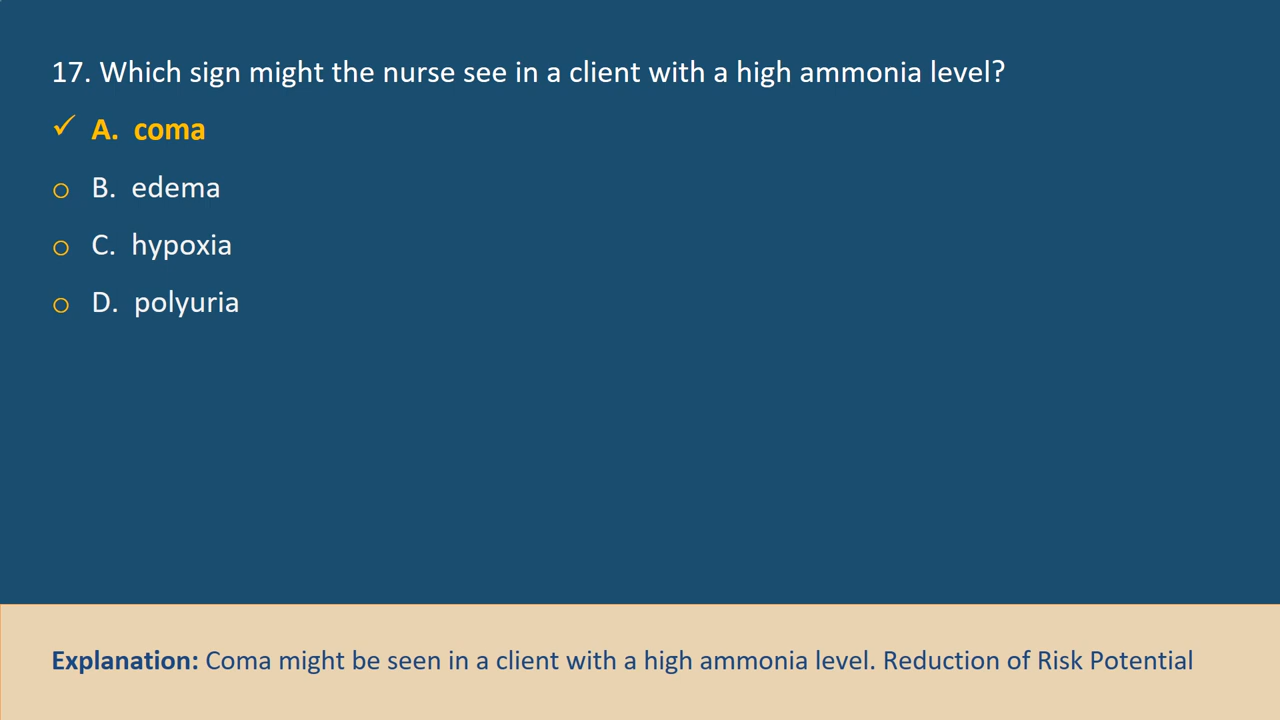 17. Which sign might the nurse see in a client with a high ammonia level?
✓ A. coma
o B. edema
o C. hypoxia
o D. polyuria
Explanation: Coma might be seen in a client with a high ammonia level. Reduction of Risk Potential